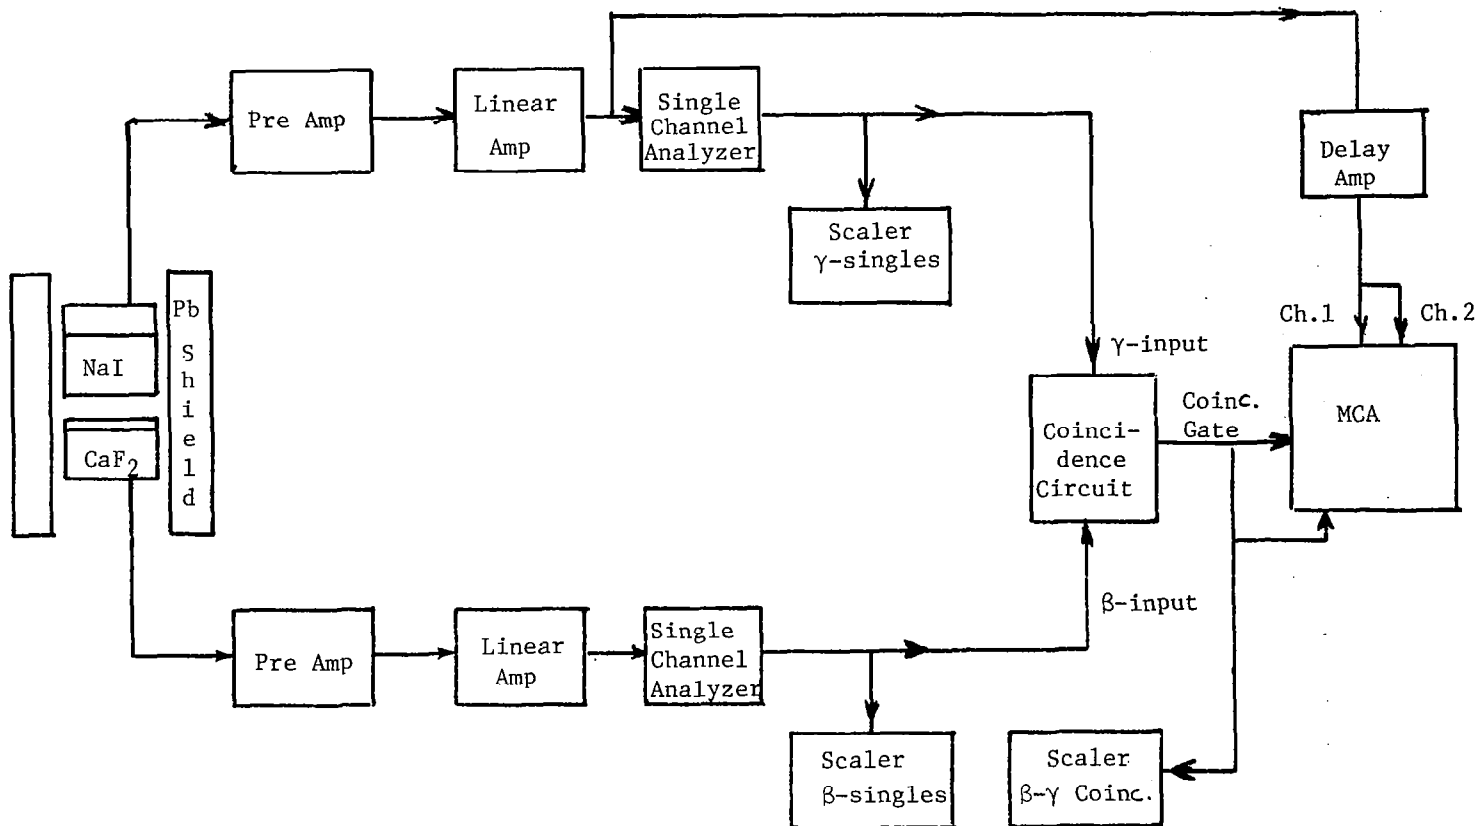 Pre Amp
Linear
Amp
Single
Channel
Analyzer
Delay
Amp
Scaler
γ-singles
Pb
S
h
i
e
l
d
NaI
CaF2
Ch.1
Ch.2
γ-input
Coinc.
Gate
MCA
Coinci-
dence
Circuit
β-input
Pre Amp
Linear
Amp
Single
Channel
Analyzer
Scaler
β-singles
Scaler
β-γ Coinc.